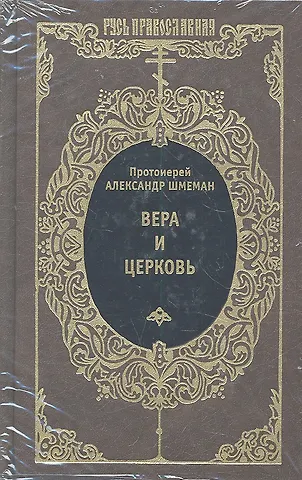 РУСЬ ПРАВОСЛАВНАЯ
Протоиерей
АЛЕКСАНДР ШМЕМАН
ВЕРА
И
ЦЕРКОВЬ